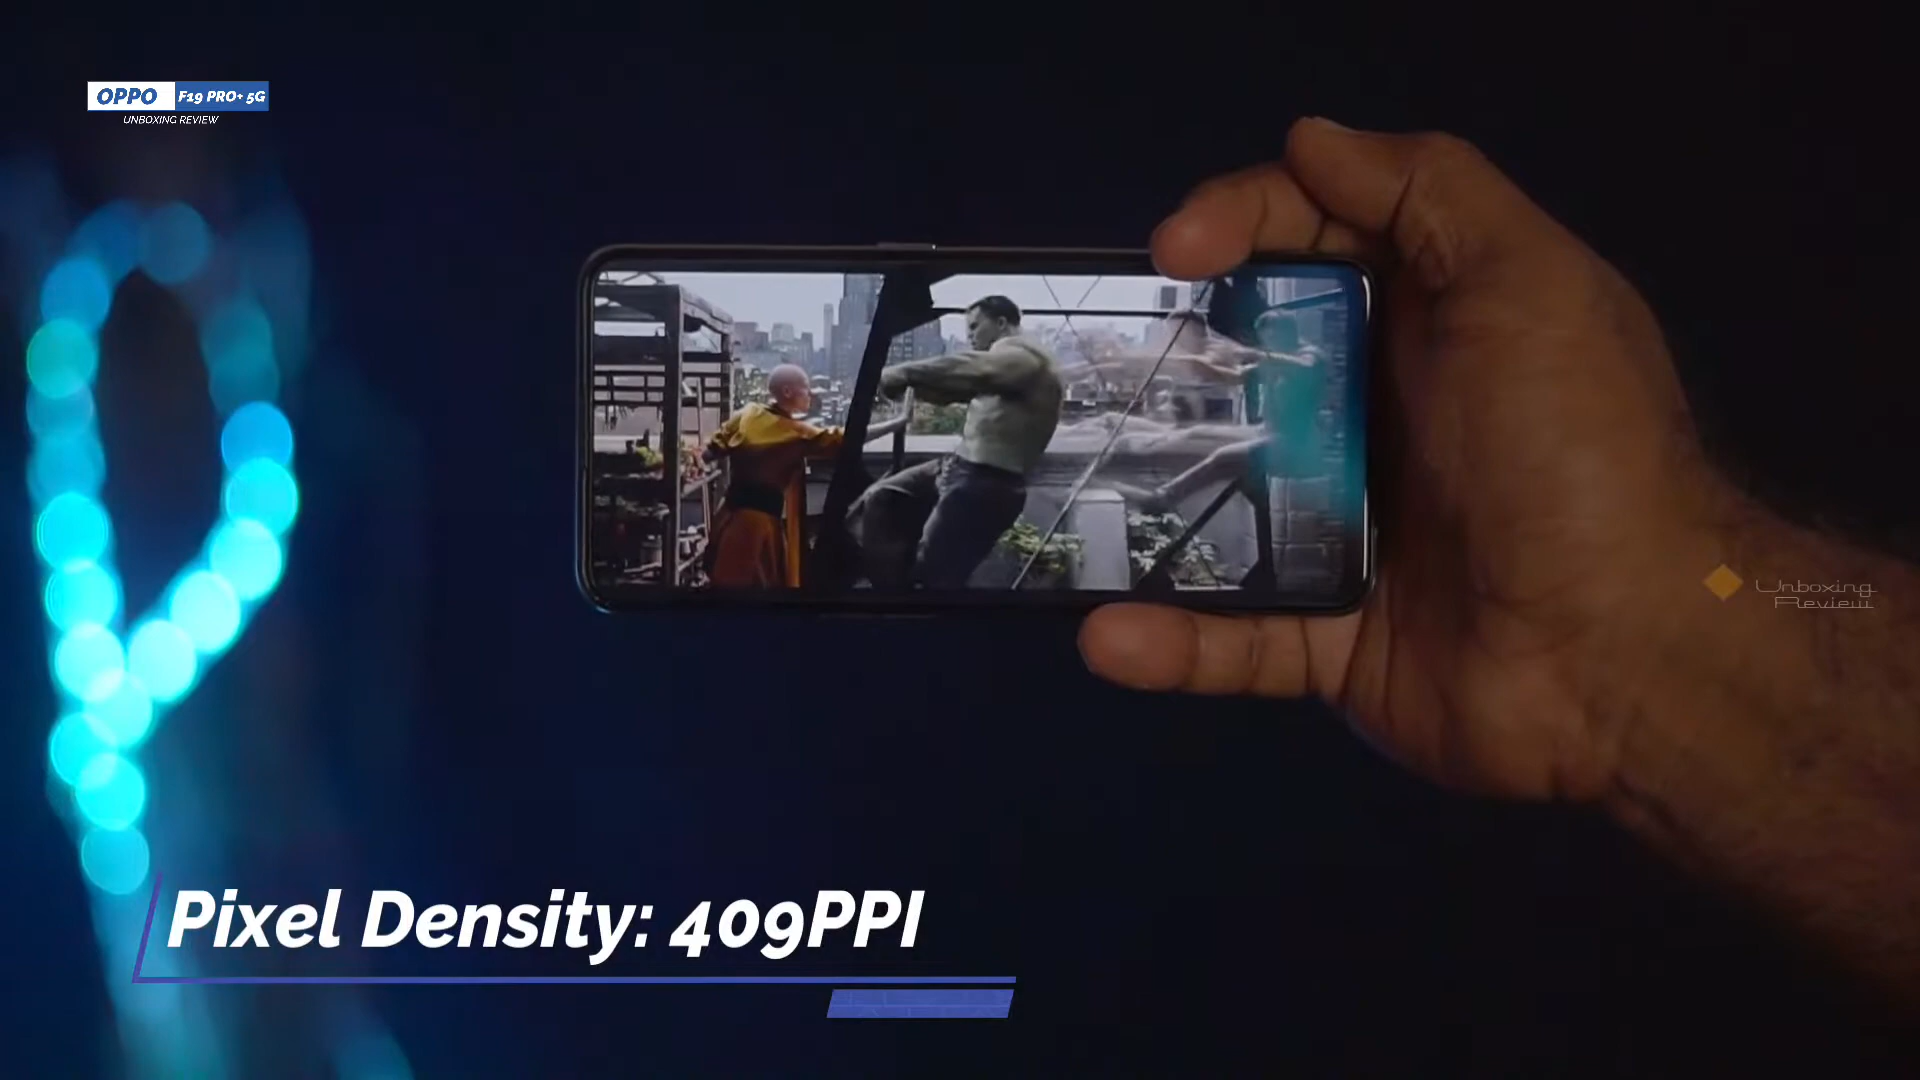 OPPO F19 PRO+ 5G
UNBOXING REVIEW
Unboxing
Review
Pixel Density: 409PPI